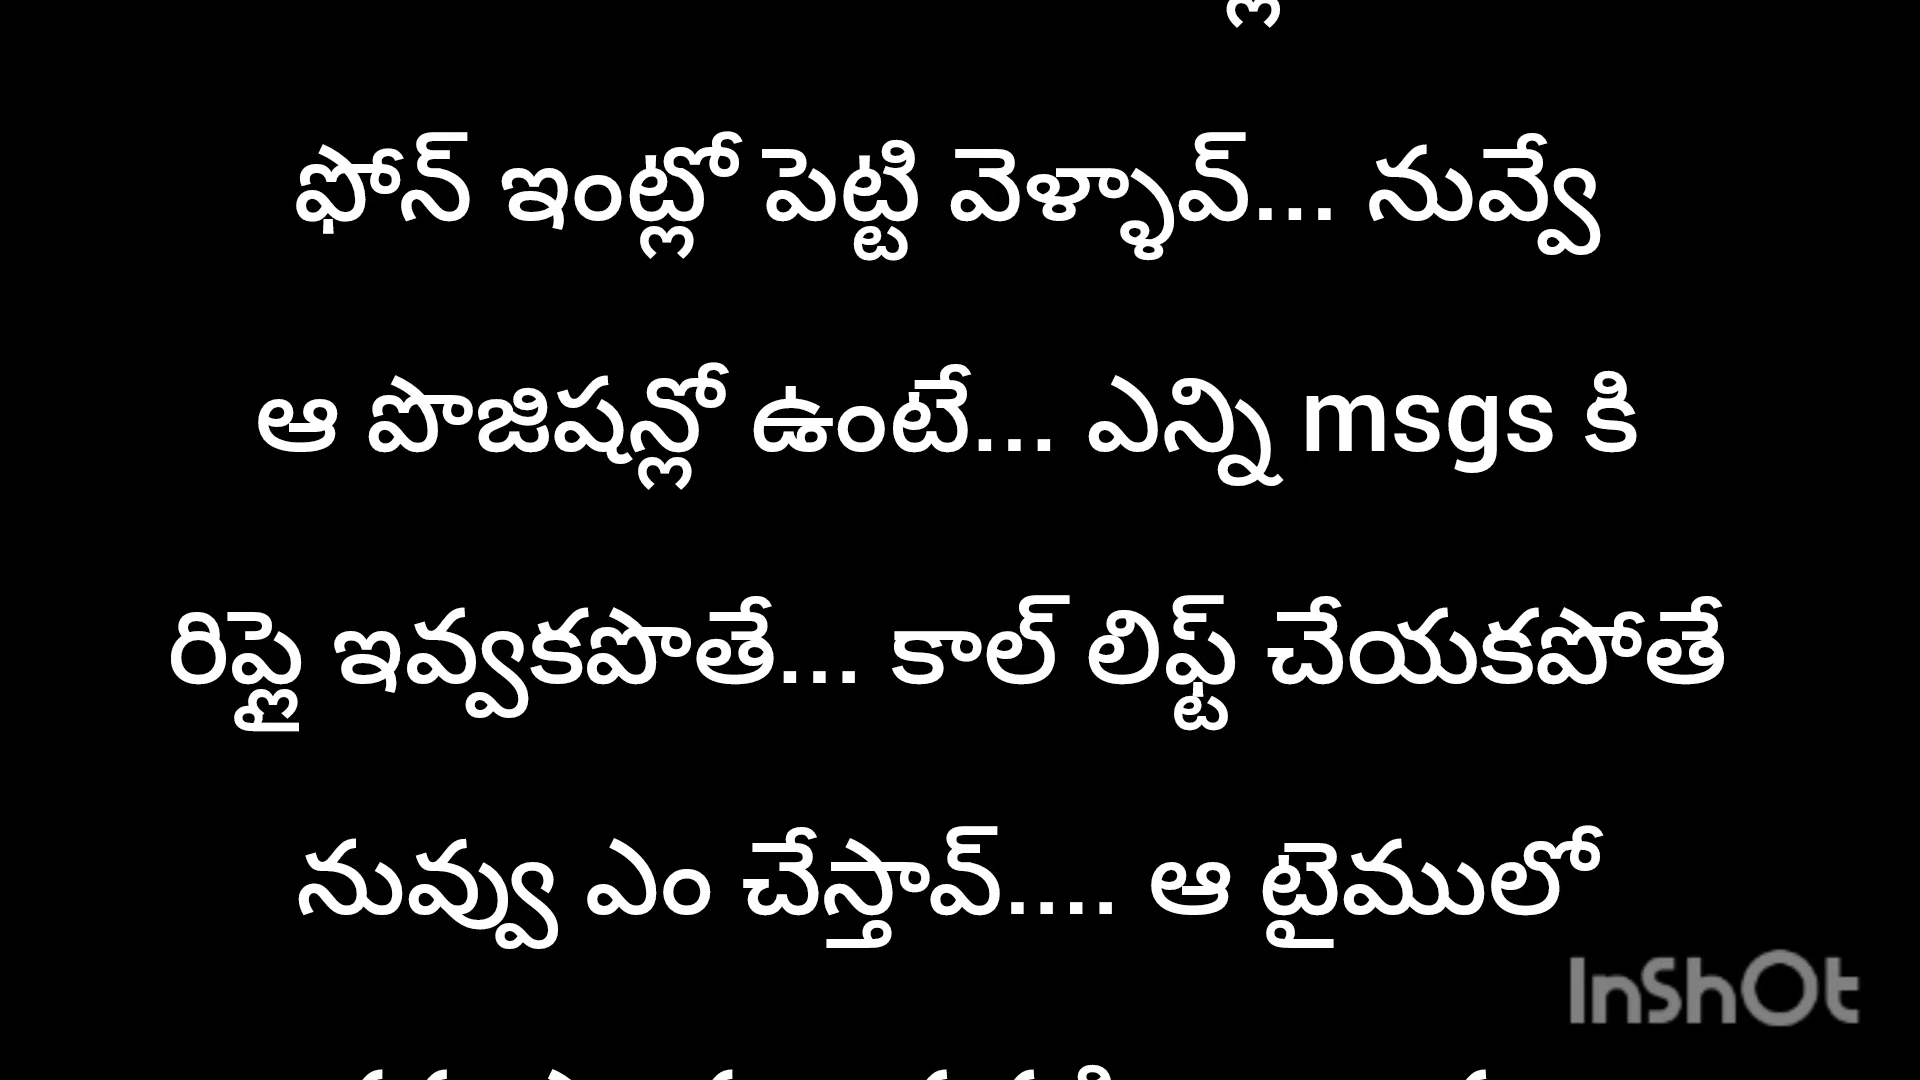 ఫోన్ ఇంట్లో పెట్టి వెళ్ళావ్... నువ్వే
ఆ పొజిషన్లో ఉంటే... ఎన్ని msgs కి
రిప్లై ఇవ్వకపొతే... కాల్ లిఫ్ట్ చేయకపోతే
నువ్వు ఎం చేస్తావ్.... ఆ టైములో
InShOt